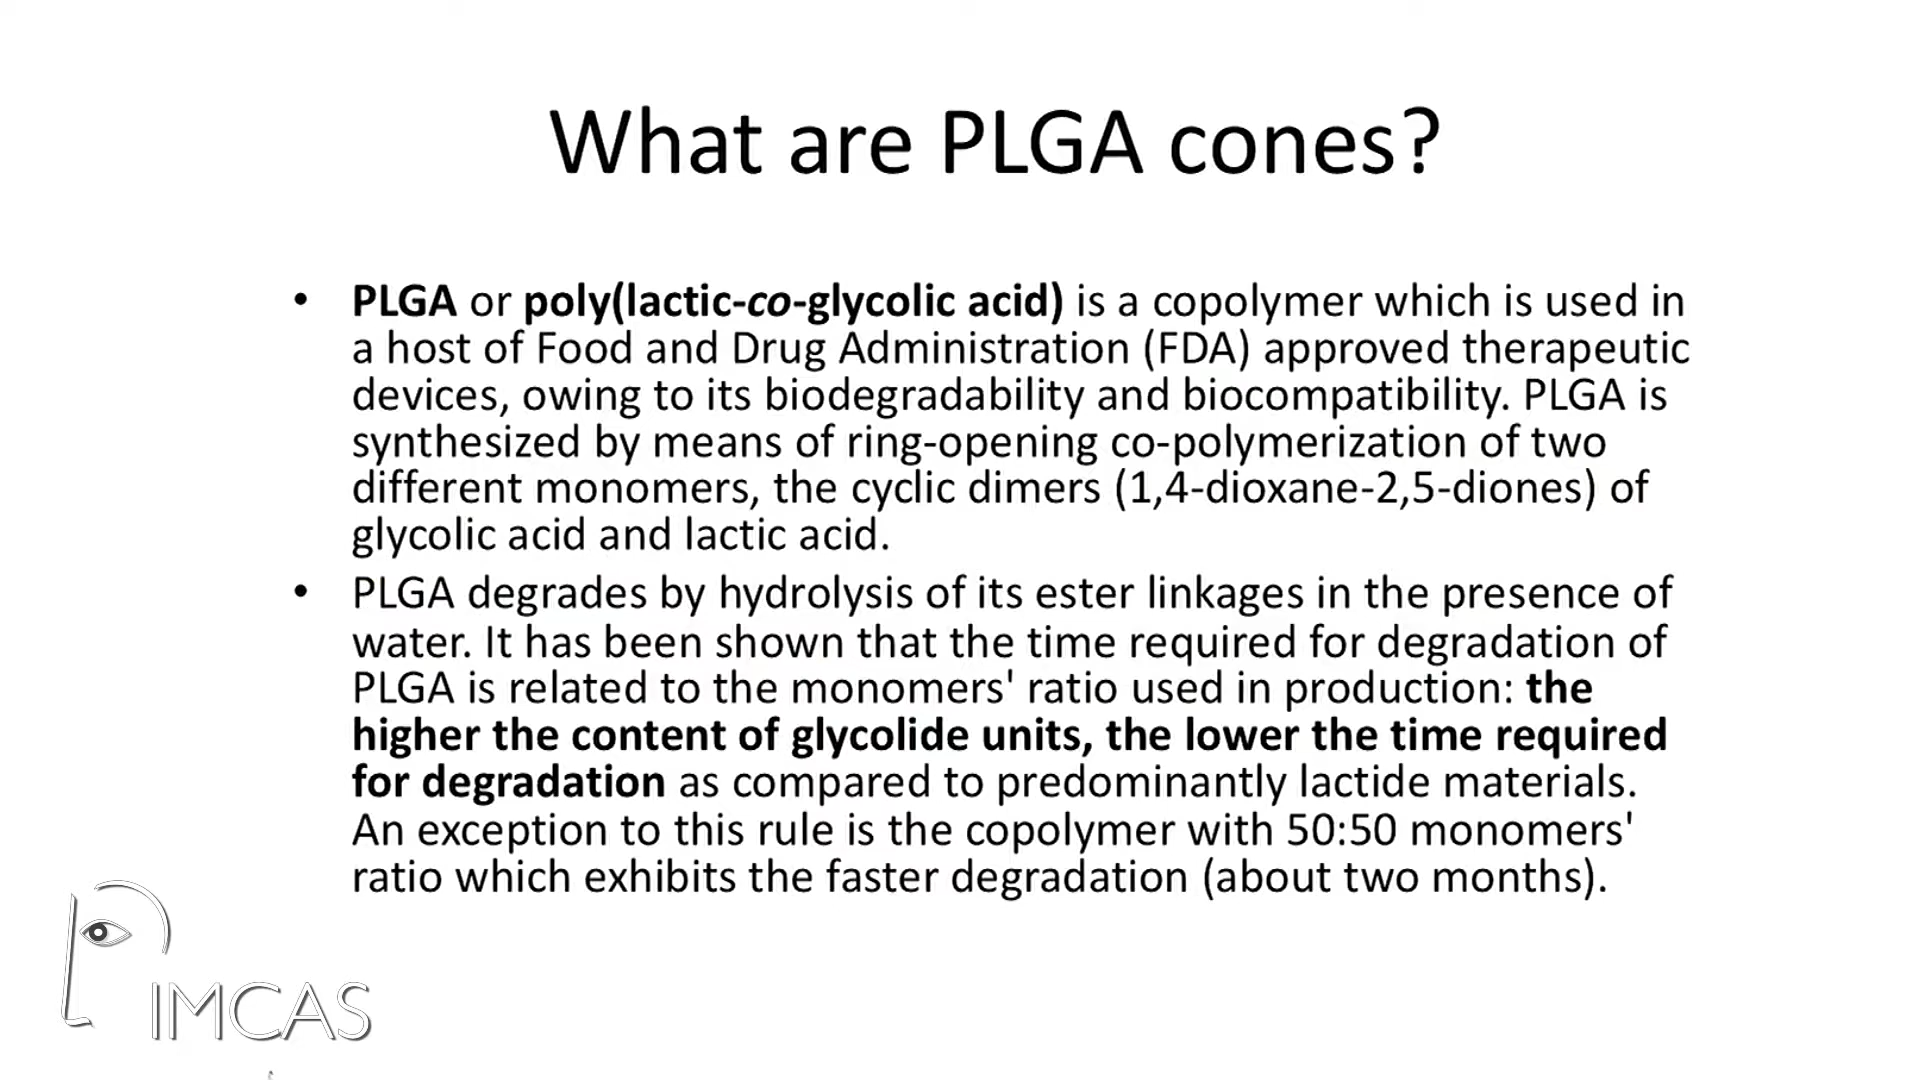 What are PLGA cones?
• PLGA or poly(lactic-co-glycolic acid) is a copolymer which is used in
a host of Food and Drug Administration (FDA) approved therapeutic
devices, owing to its biodegradability and biocompatibility. PLGA is
synthesized by means of ring-opening co-polymerization of two
different monomers, the cyclic dimers (1,4-dioxane-2,5-diones) of
glycolic acid and lactic acid.
• PLGA degrades by hydrolysis of its ester linkages in the presence of
water. It has been shown that the time required for degradation of
PLGA is related to the monomers' ratio used in production: the
higher the content of glycolide units, the lower the time required
for degradation as compared to predominantly lactide materials.
An exception to this rule is the copolymer with 50:50 monomers'
ratio which exhibits the faster degradation (about two months).
IMCAS